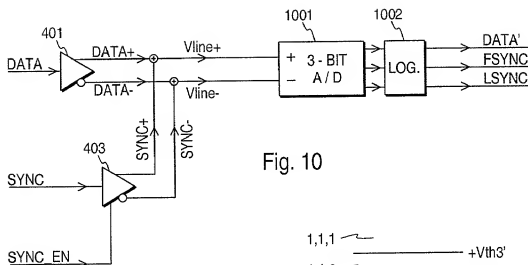 401
DATA
DATA+
DATA-
Vline+
Vline-
1001
+
-
3-BIT
A/D
1002
LOG.
DATA'
FSYNC
LSYNC
SYNC+
SYNC-
403
SYNC
SYNC_EN
Fig. 10
1,1,1
+Vth3'